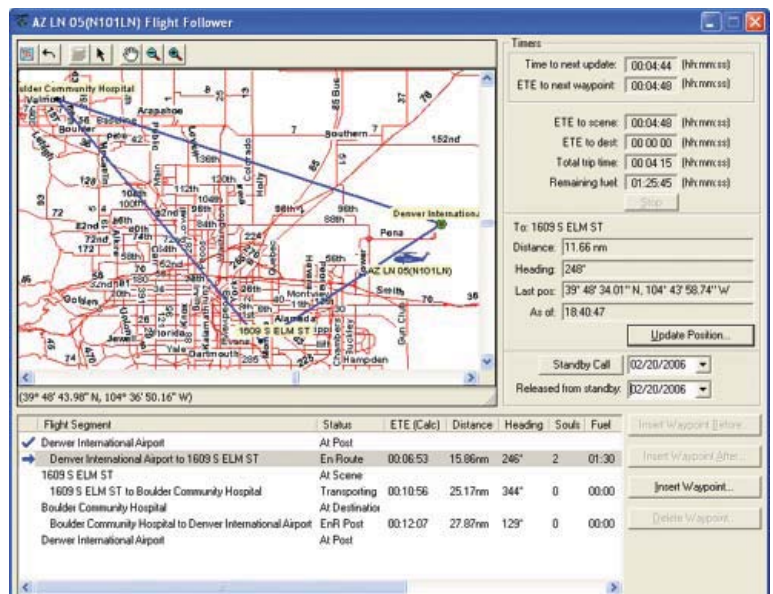 AZ LN 05(N101LN) Flight Follower
Boulder Community Hospital
Valmont
Arapahoe
Baseline
Boulder
Southern
152nd
136th
120th
112th
104th
96th
88th
Denver Internationa
Pena
Tower
AZ LN 05(N101LN)
Smith
Golden
Montview
Holly
Colorado
Quebec
1609 S ELM ST
Alameda
Florida
Jewell
Yale
Dartmouth
Evans
Hampden
Gun Club
Chambers
Buckley
(39° 48' 43.98" N, 104° 36' 50.16" W)
Timers
Time to next update: 00:04:44 (hh:mm:ss)
ETE to next waypoint: 00:04:48 (hh:mm:ss)
ETE to scene: 00:04:48 (hh:mm:ss)
ETE to dest: 00:00:00 (hh:mm:ss)
Total trip time: 00:04:15 (hh:mm:ss)
Remaining fuel: 01:25:45 (hh:mm:ss)
Stop
To: 1609 S ELM ST
Distance: 11.66 nm
Heading: 248°
Last pos: 39° 48' 34.01" N, 104° 43' 58.74" W
As of: 18:40:47
Update Position...
Standby Call 02/20/2006
Released from standby: 02/20/2006
Flight Segment Status ETE (Calc) Distance Heading Souls Fuel
Denver International Airport At Post
Denver International Airport to 1609 S ELM ST En Route 00:06:53 15.86nm 246° 2 01:30
1609 S ELM ST At Scene
1609 S ELM ST to Boulder Community Hospital Transporting 00:10:56 25.17nm 344° 0 00:00
Boulder Community Hospital At Destination
Boulder Community Hospital to Denver International Airport EnR Post 00:12:07 27.87nm 129° 0 00:00
Denver International Airport At Post
Insert Waypoint Before...
Insert Waypoint After...
Insert Waypoint...
Delete Waypoint...